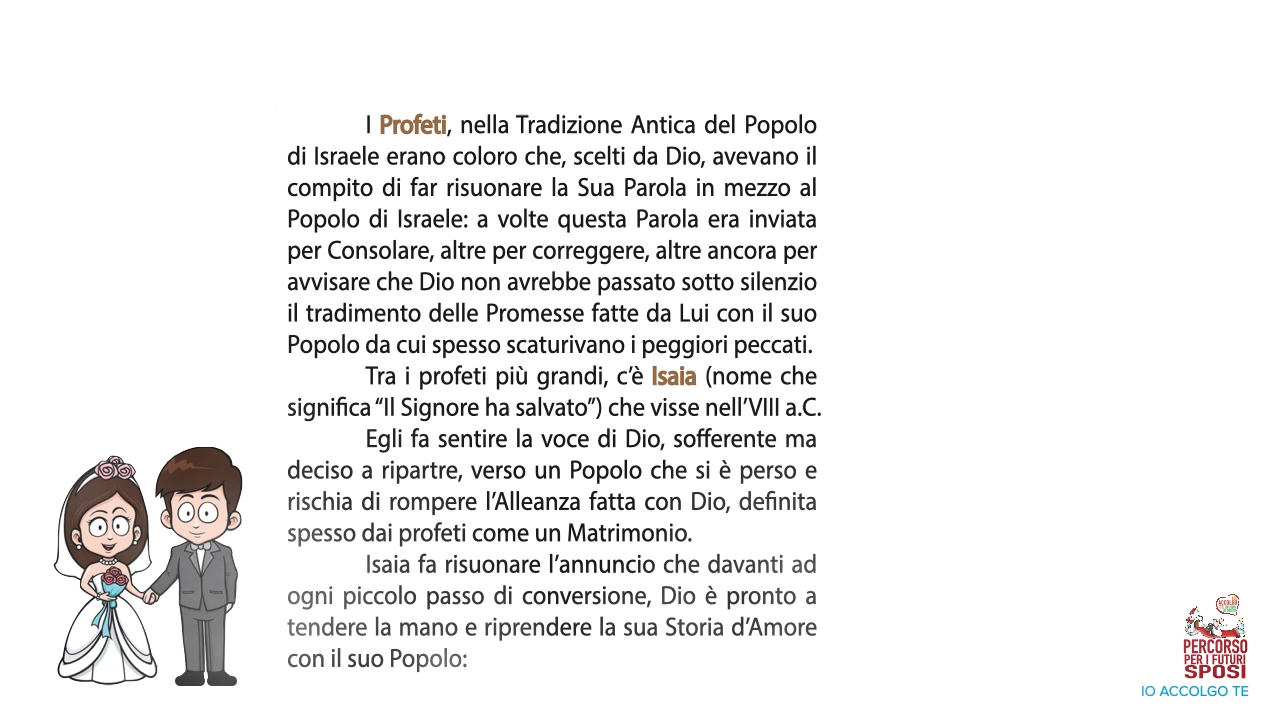 I Profeti, nella Tradizione Antica del Popolo
di Israele erano coloro che, scelti da Dio, avevano il
compito di far risuonare la Sua Parola in mezzo al
Popolo di Israele: a volte questa Parola era inviata
per Consolare, altre per correggere, altre ancora per
avvisare che Dio non avrebbe passato sotto silenzio
il tradimento delle Promesse fatte da Lui con il suo
Popolo da cui spesso scaturivano i peggiori peccati.
Tra i profeti più grandi, c’è Isaia (nome che
significa “Il Signore ha salvato”) che visse nell’VIII a.C.
Egli fa sentire la voce di Dio, sofferente ma
deciso a ripartre, verso un Popolo che si è perso e
rischia di rompere l’Alleanza fatta con Dio, definita
spesso dai profeti come un Matrimonio.
Isaia fa risuonare l’annuncio che davanti ad
ogni piccolo passo di conversione, Dio è pronto a
tendere la mano e riprendere la sua Storia d’Amore
con il suo Popolo:
PERCORSO
PER I FUTURI
SPOSI
IO ACCOLGO TE